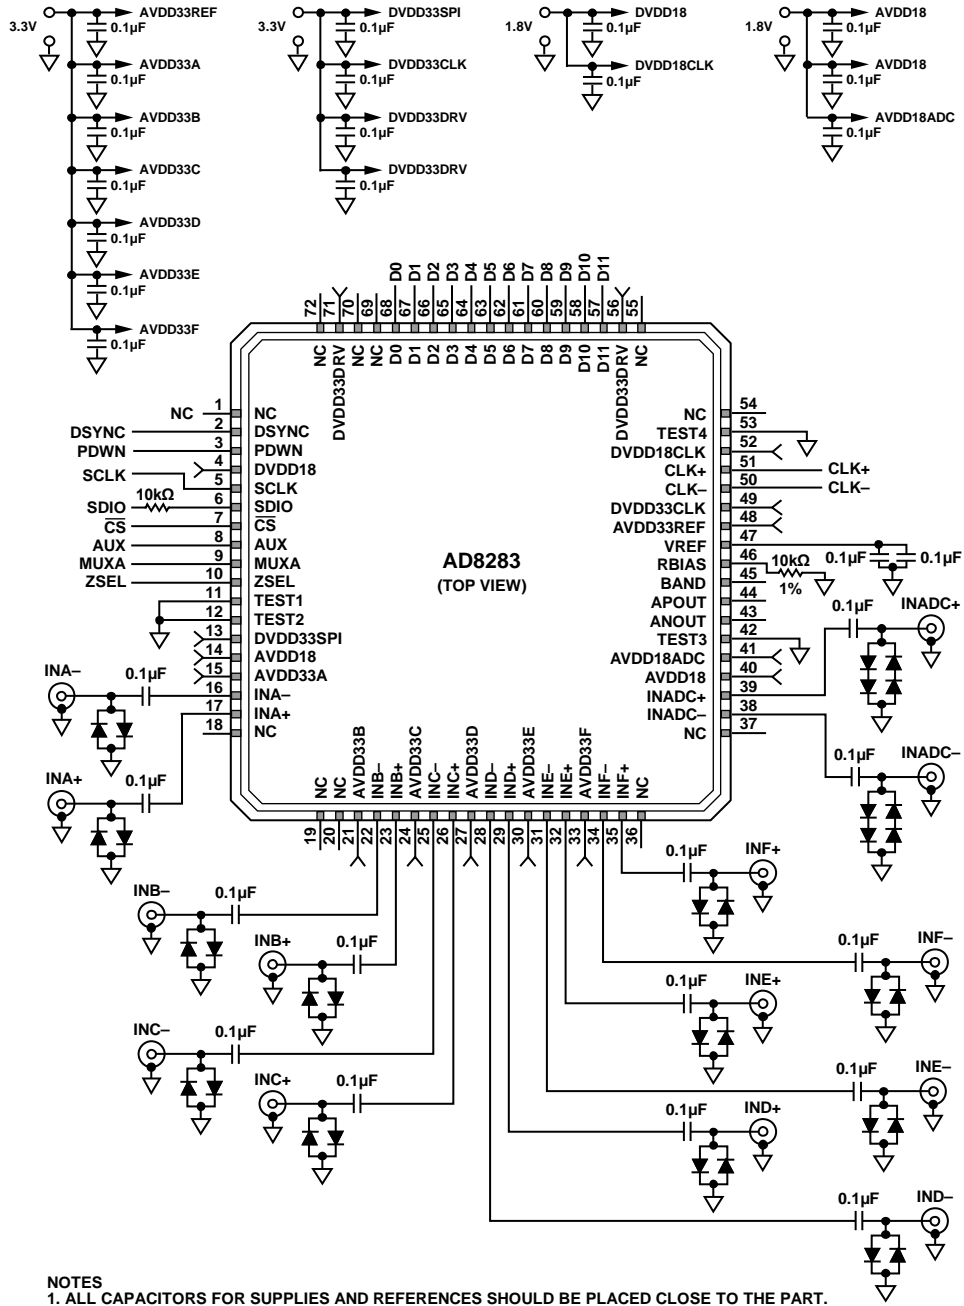 3.3V
AVDD33REF
0.1µF
AVDD33A
0.1µF
AVDD33B
0.1µF
AVDD33C
0.1µF
AVDD33D
0.1µF
AVDD33E
0.1µF
AVDD33F
0.1µF
3.3V
DVDD33SPI
0.1µF
DVDD33CLK
0.1µF
DVDD33DRV
0.1µF
DVDD33DRV
0.1µF
1.8V
DVDD18
0.1µF
DVDD18CLK
0.1µF
1.8V
AVDD18
0.1µF
AVDD18
0.1µF
AVDD18ADC
0.1µF
D0 D1 D2 D3 D4 D5 D6 D7 D8 D9 D10 D11
72 71 70 69 68 67 66 65 64 63 62 61 60 59 58 57 56 55
NC DVDD33DRV NC NC D0 D1 D2 D3 D4 D5 D6 D7 D8 D9 D10 D11 DVDD33DRV NC
NC 1 NC
DSYNC 2 DSYNC
PDWN 3 PDWN
4 DVDD18
SCLK 5 SCLK
SDIO 10kΩ 6 SDIO
CS 7 CS
AUX 8 AUX
MUXA 9 MUXA
ZSEL 10 ZSEL
11 TEST1
12 TEST2
13 DVDD33SPI
14 AVDD18
15 AVDD33A
16 INA–
17 INA+
18 NC
AD8283
(TOP VIEW)
NC 54
TEST4 53
DVDD18CLK 52
CLK+ 51 CLK+
CLK– 50 CLK–
DVDD33CLK 49
AVDD33REF 48
VREF 47 0.1µF 0.1µF
RBIAS 46 10kΩ 1%
BAND 45
APOUT 44
ANOUT 43
TEST3 42
AVDD18ADC 41
AVDD18 40
INADC+ 39
INADC– 38
NC 37
0.1µF INADC+
0.1µF INADC–
INA– 0.1µF
INA+ 0.1µF
NC NC AVDD33B INB– INB+ AVDD33C INC– INC+ AVDD33D IND– IND+ AVDD33E INE– INE+ AVDD33F INF– INF+ NC
19 20 21 22 23 24 25 26 27 28 29 30 31 32 33 34 35 36
0.1µF INF+
INB– 0.1µF
INB+ 0.1µF
0.1µF INF–
0.1µF INE+
INC– 0.1µF
INC+ 0.1µF
0.1µF INE–
0.1µF IND+
0.1µF IND–
NOTES
1. ALL CAPACITORS FOR SUPPLIES AND REFERENCES SHOULD BE PLACED CLOSE TO THE PART.